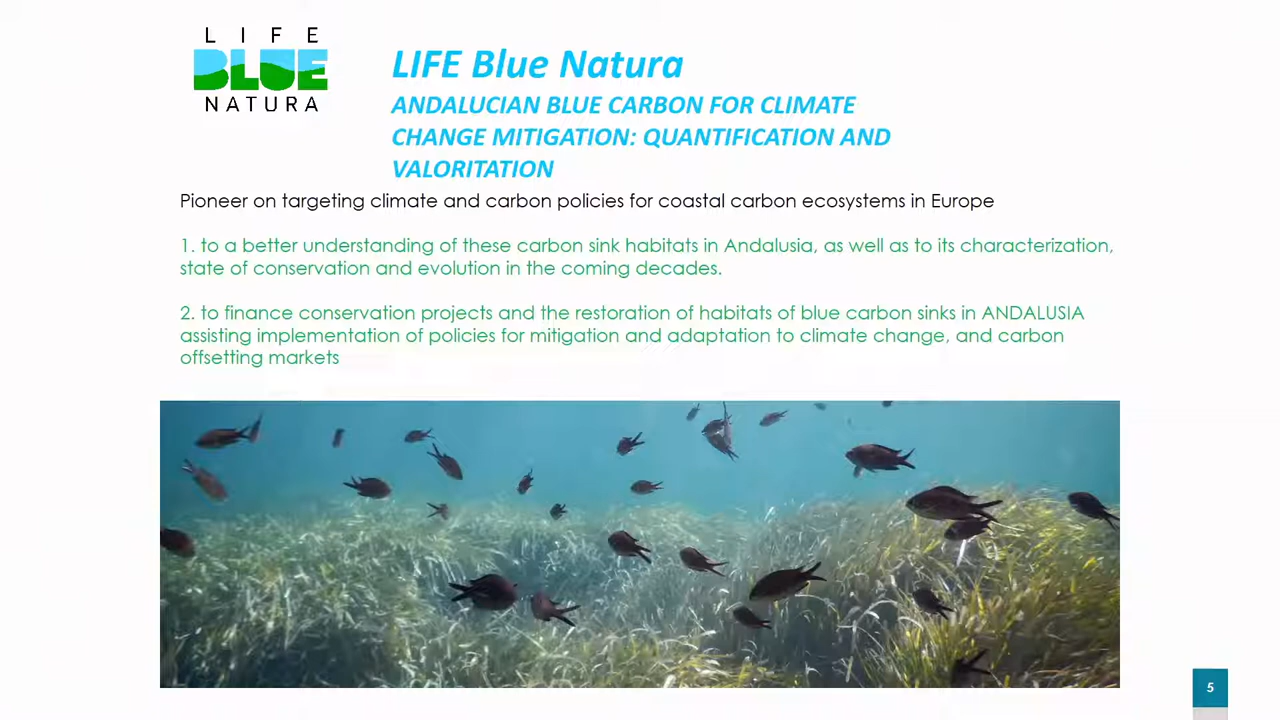 LIFE
BLUE
NATURA
LIFE Blue Natura
ANDALUCIAN BLUE CARBON FOR CLIMATE
CHANGE MITIGATION: QUANTIFICATION AND
VALORITATION
Pioneer on targeting climate and carbon policies for coastal carbon ecosystems in Europe
1. to a better understanding of these carbon sink habitats in Andalusia, as well as to its characterization,
state of conservation and evolution in the coming decades.
2. to finance conservation projects and the restoration of habitats of blue carbon sinks in ANDALUSIA
assisting implementation of policies for mitigation and adaptation to climate change, and carbon
offsetting markets
5